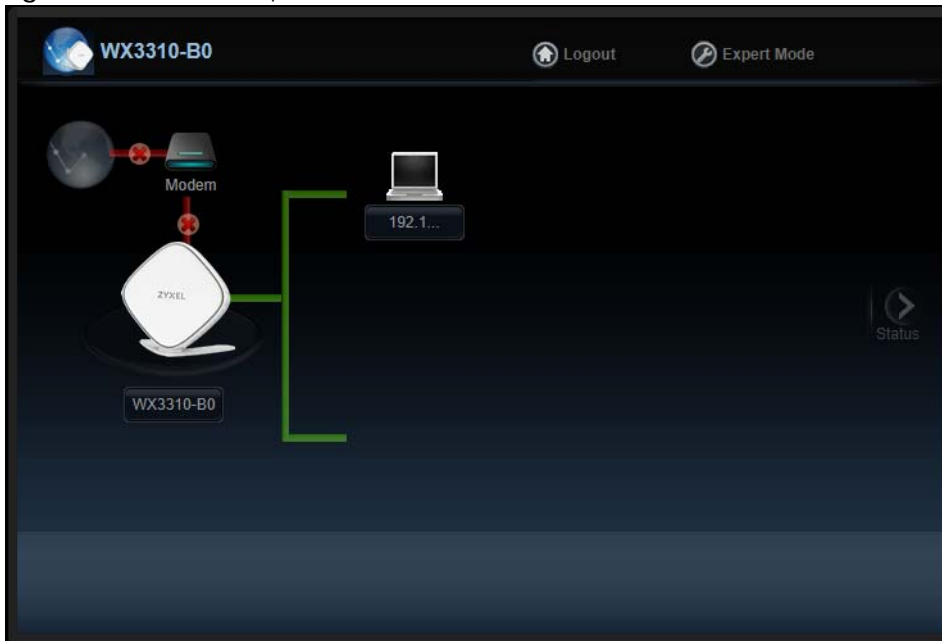 WX3310-B0
Logout
Expert Mode
Modem
192.1...
ZYXEL
Status
WX3310-B0